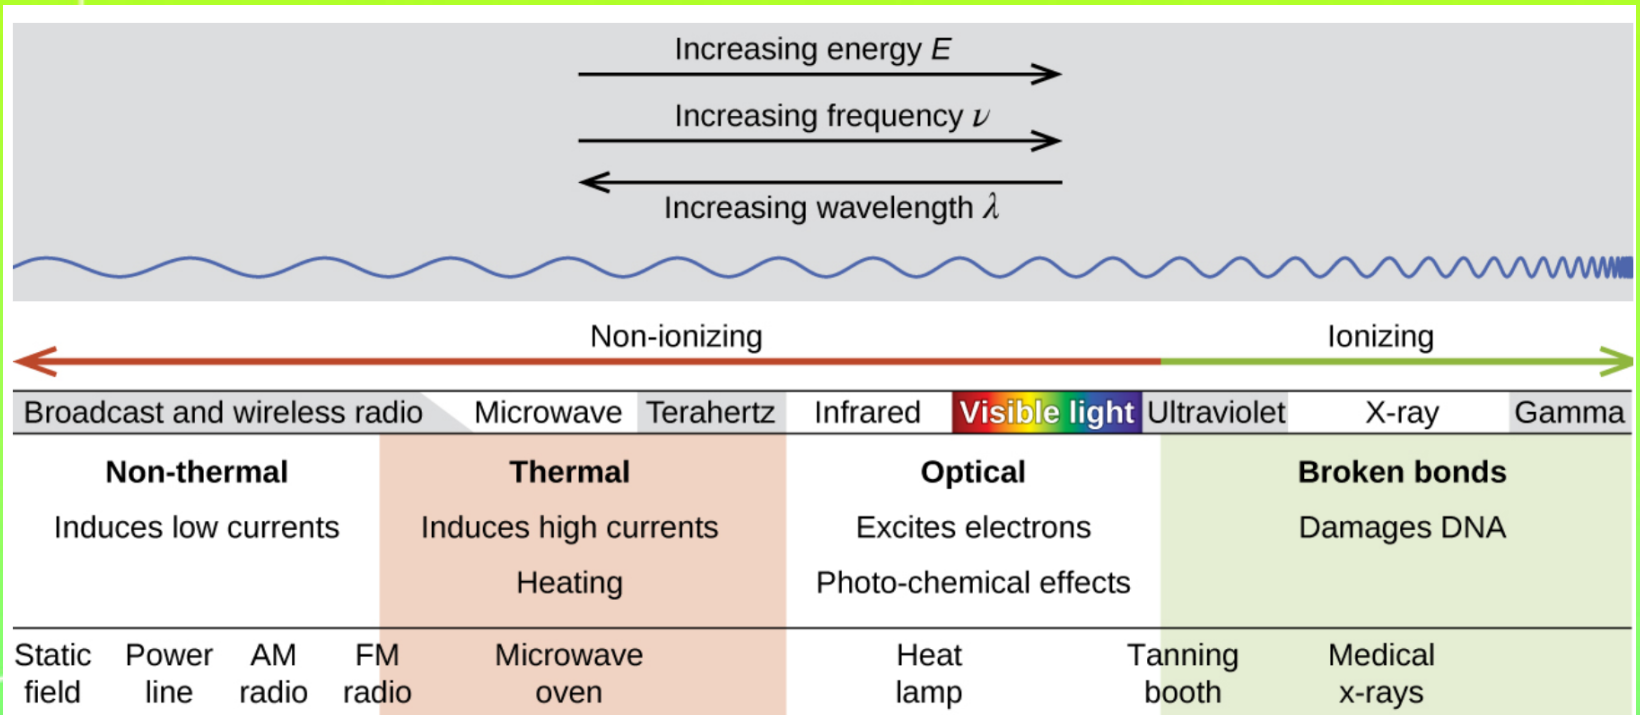 Increasing energy E
Increasing frequency ν
Increasing wavelength λ
Non-ionizing
Ionizing
Broadcast and wireless radio
Microwave
Terahertz
Infrared
Visible light
Ultraviolet
X-ray
Gamma
Non-thermal
Induces low currents
Thermal
Induces high currents
Heating
Optical
Excites electrons
Photo-chemical effects
Broken bonds
Damages DNA
Static
field
Power
line
AM
radio
FM
radio
Microwave
oven
Heat
lamp
Tanning
booth
Medical
x-rays